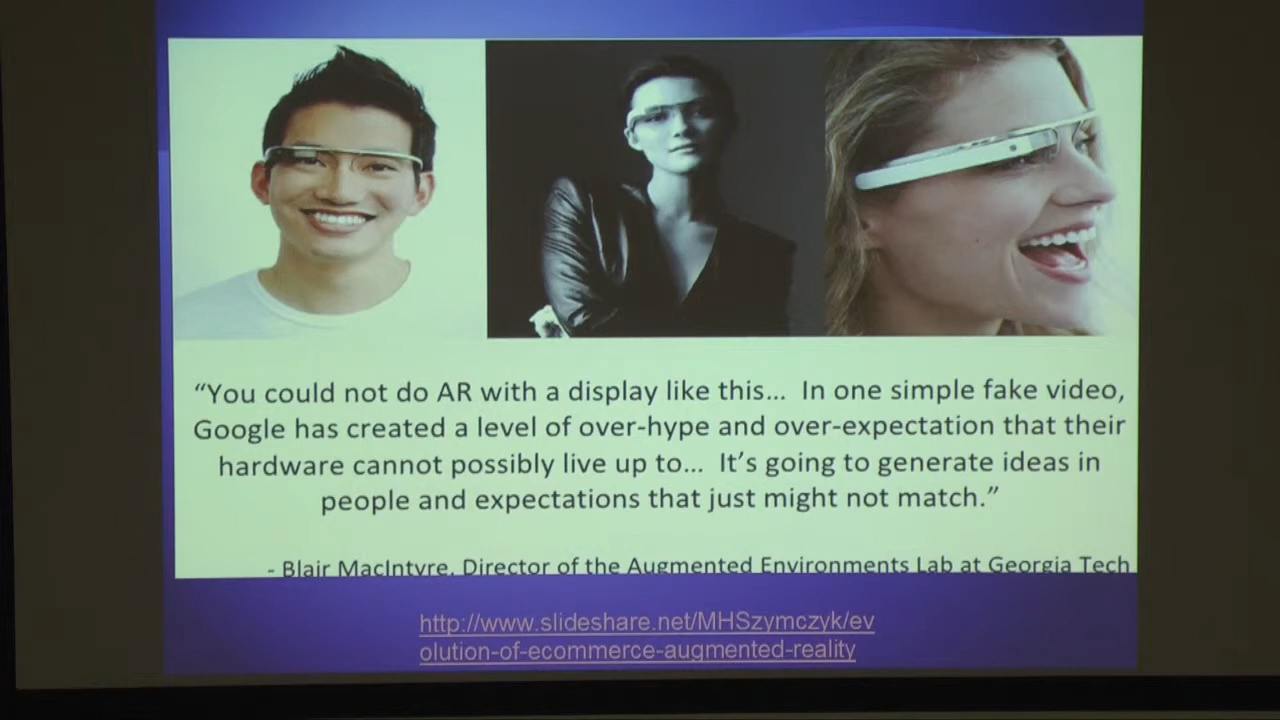 “You could not do AR with a display like this... In one simple fake video,
Google has created a level of over-hype and over-expectation that their
hardware cannot possibly live up to... It’s going to generate ideas in
people and expectations that just might not match.”
- Blair MacIntyre, Director of the Augmented Environments Lab at Georgia Tech
http://www.slideshare.net/MHSzymczyk/ev
olution-of-ecommerce-augmented-reality